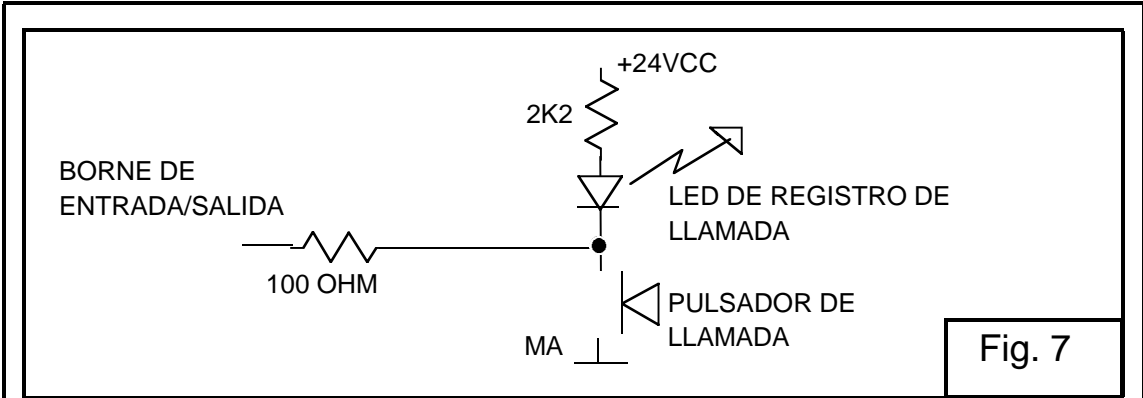 +24VCC
2K2
BORNE DE
ENTRADA/SALIDA
LED DE REGISTRO DE
LLAMADA
100 OHM
PULSADOR DE
LLAMADA
MA
Fig. 7